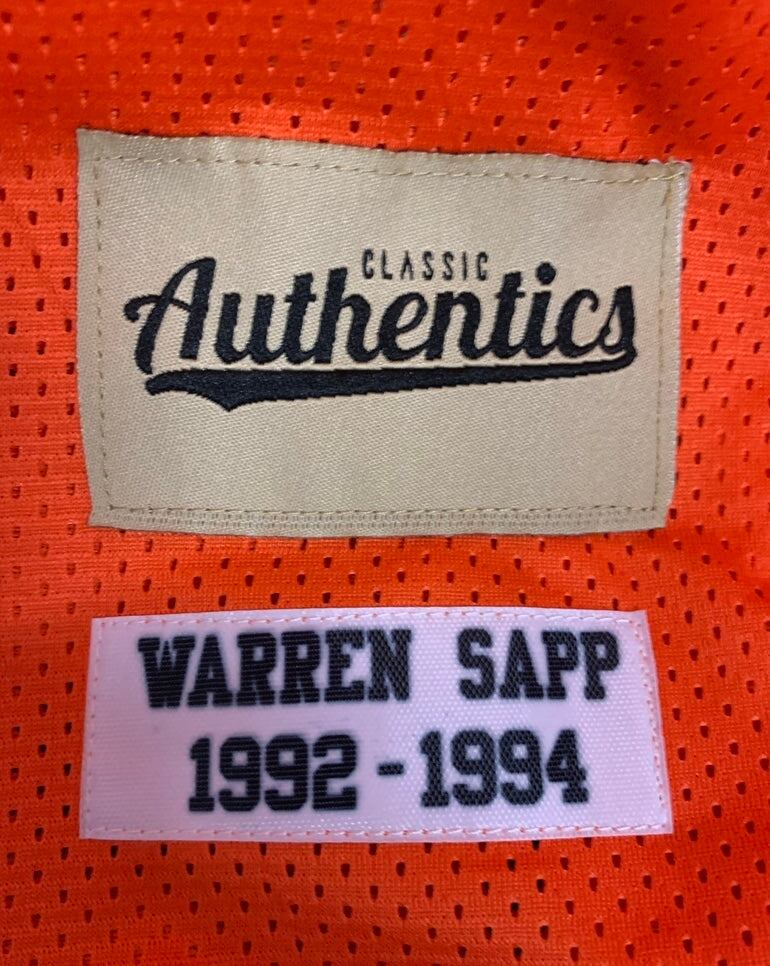 CLASSIC
Authentics
WARREN SAPP
1992 - 1994